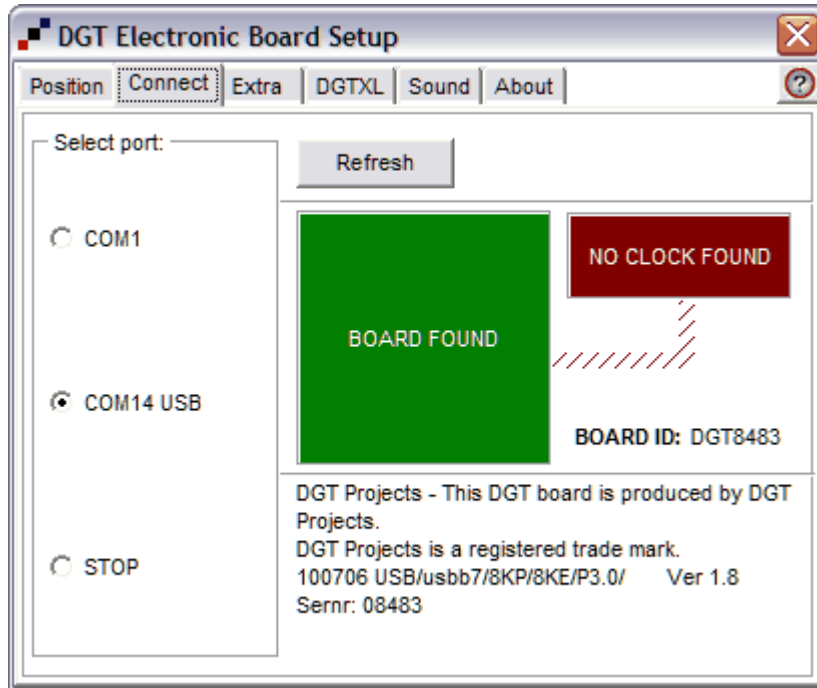 DGT Electronic Board Setup
Position Connect Extra DGTXL Sound About
Select port:
Refresh
COM1
NO CLOCK FOUND
BOARD FOUND
COM14 USB
BOARD ID: DGT8483
DGT Projects - This DGT board is produced by DGT
Projects.
DGT Projects is a registered trade mark.
100706 USB/usbb7/8KP/8KE/P3.0/ Ver 1.8
Sernr: 08483
STOP